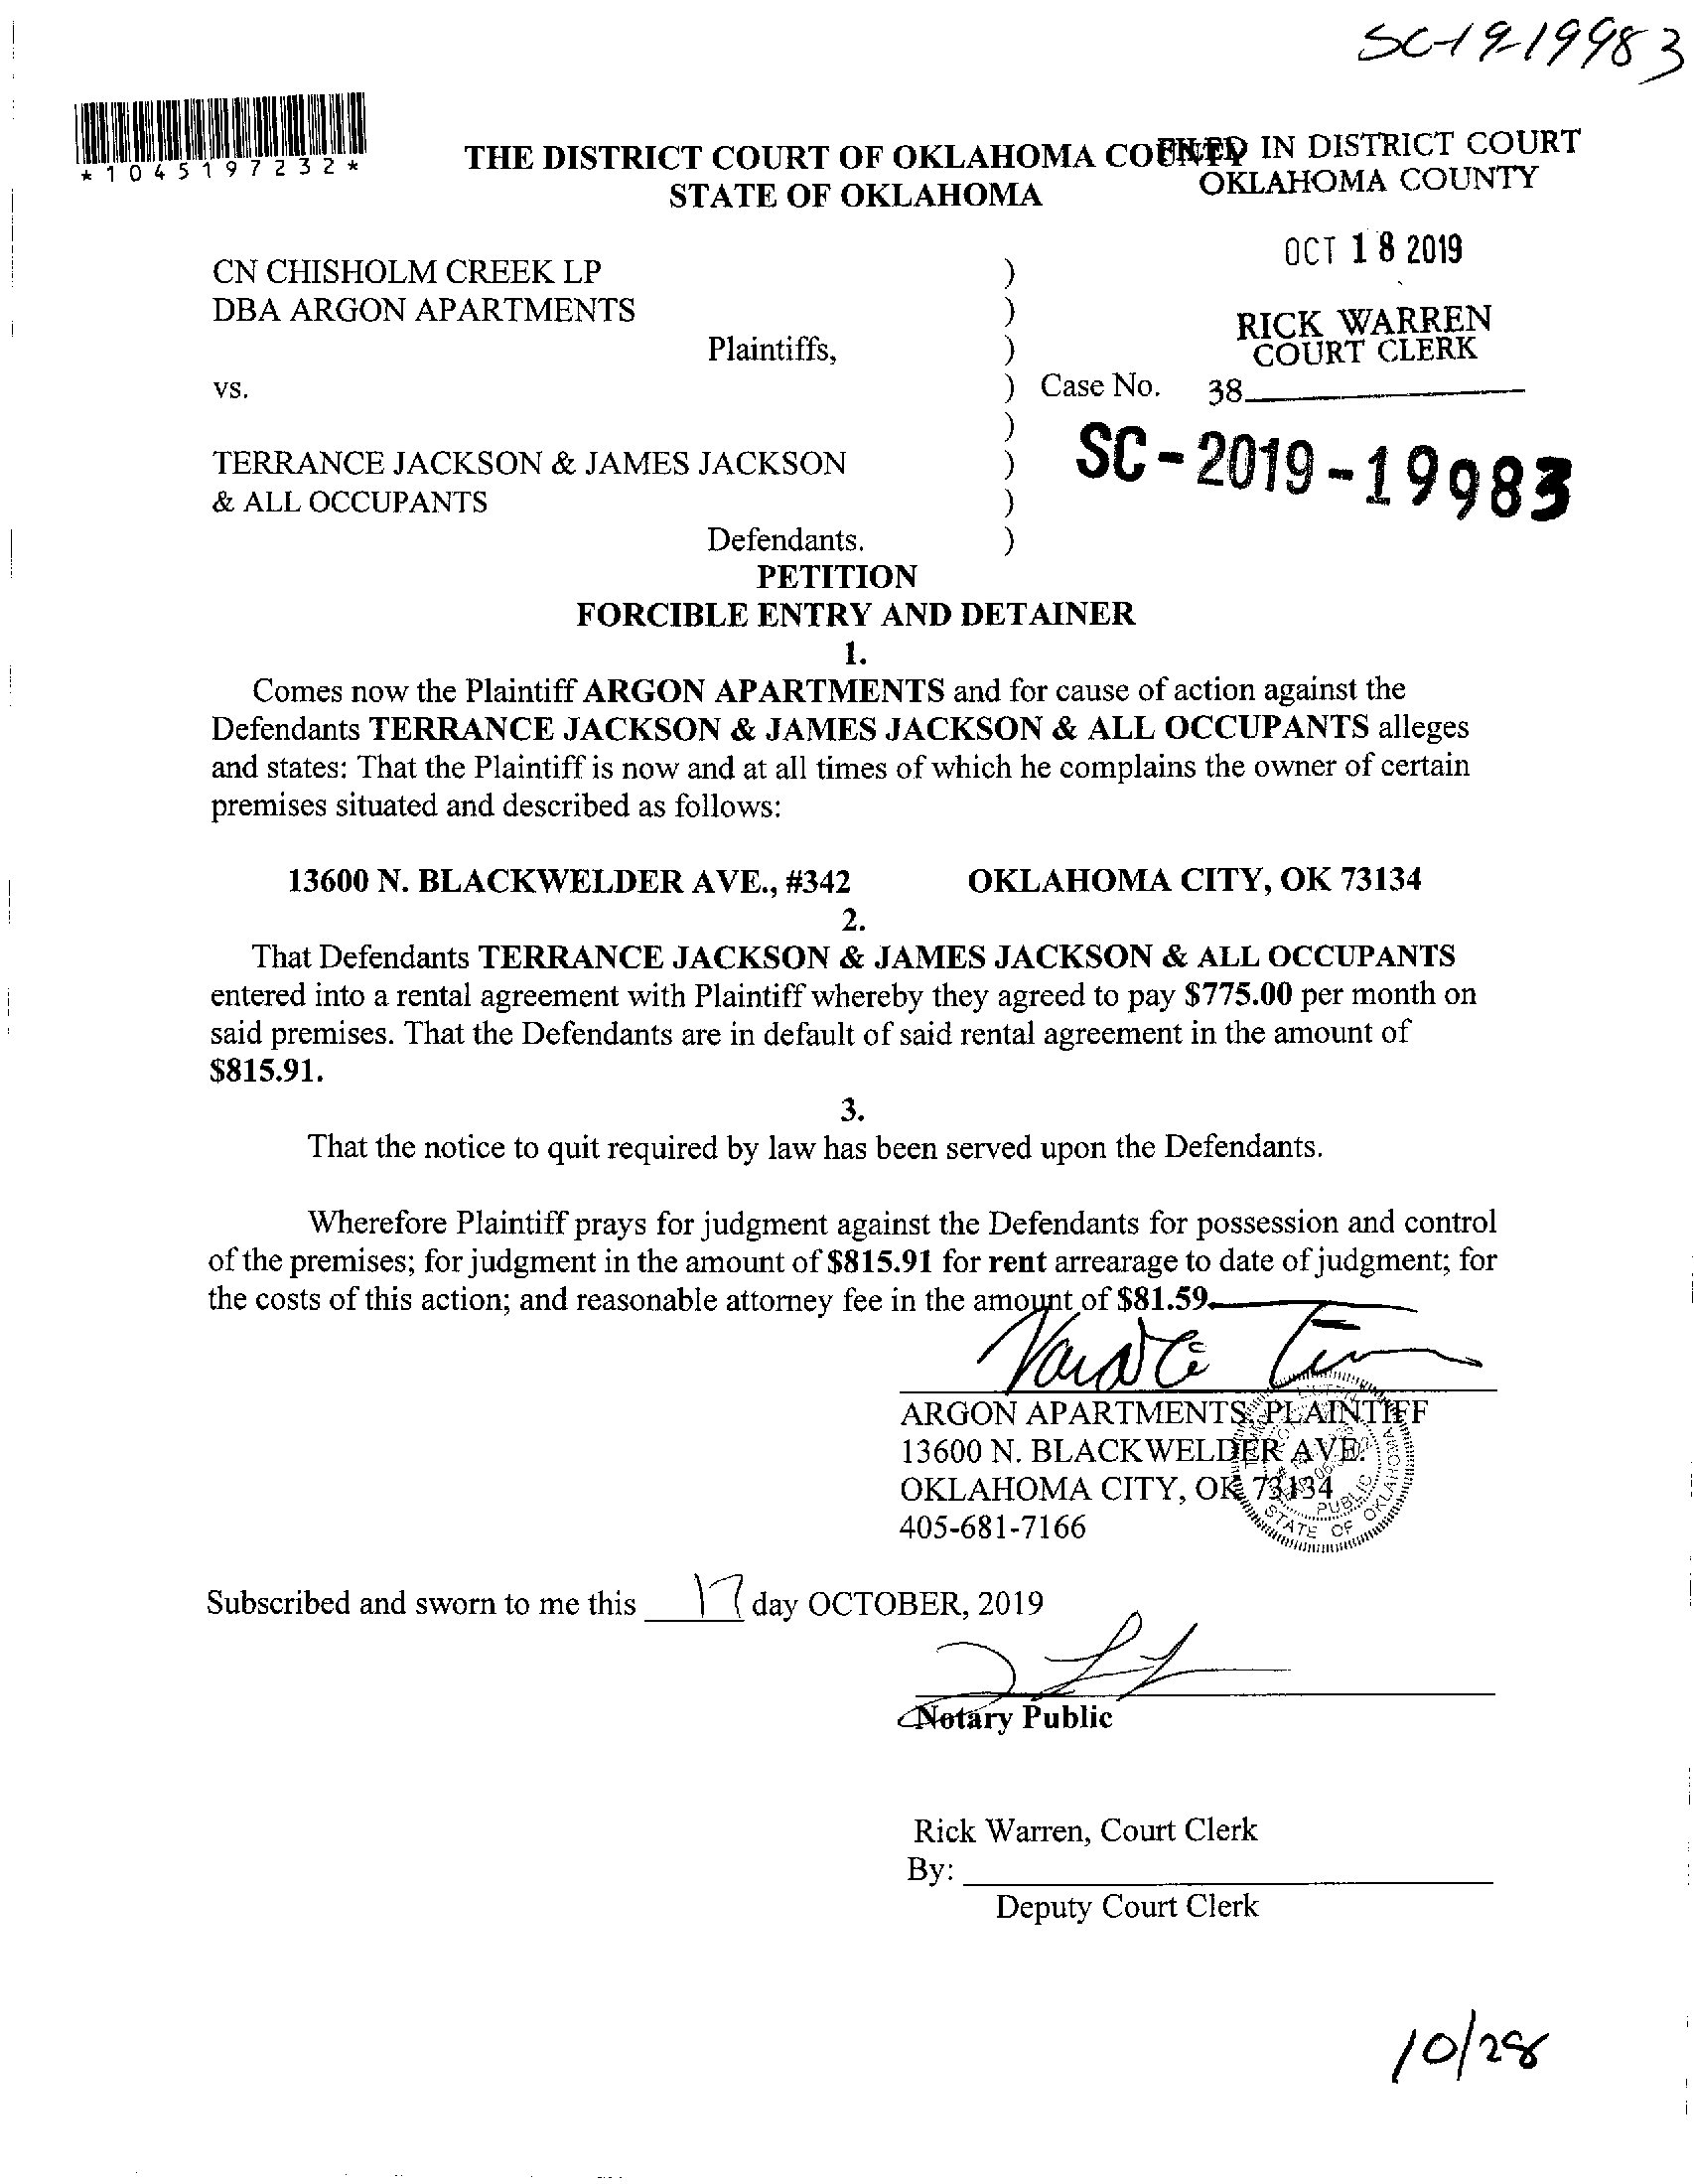 SC-19-19983
*1045197232*
THE DISTRICT COURT OF OKLAHOMA COUNTY
STATE OF OKLAHOMA
FILED IN DISTRICT COURT
OKLAHOMA COUNTY
OCT 18 2019
RICK WARREN
COURT CLERK
38
CN CHISHOLM CREEK LP )
DBA ARGON APARTMENTS )
Plaintiffs, )
vs. ) Case No.
)
SC-2019-19983
TERRANCE JACKSON & JAMES JACKSON )
& ALL OCCUPANTS )
Defendants. )
PETITION
FORCIBLE ENTRY AND DETAINER
1.
Comes now the Plaintiff ARGON APARTMENTS and for cause of action against the
Defendants TERRANCE JACKSON & JAMES JACKSON & ALL OCCUPANTS alleges
and states: That the Plaintiff is now and at all times of which he complains the owner of certain
premises situated and described as follows:
13600 N. BLACKWELDER AVE., #342 OKLAHOMA CITY, OK 73134
2.
That Defendants TERRANCE JACKSON & JAMES JACKSON & ALL OCCUPANTS
entered into a rental agreement with Plaintiff whereby they agreed to pay $775.00 per month on
said premises. That the Defendants are in default of said rental agreement in the amount of
$815.91.
3.
That the notice to quit required by law has been served upon the Defendants.
Wherefore Plaintiff prays for judgment against the Defendants for possession and control
of the premises; for judgment in the amount of $815.91 for rent arrearage to date of judgment; for
the costs of this action; and reasonable attorney fee in the amount of $81.59.
ARGON APARTMENTS, PLAINTIFF
13600 N. BLACKWELDER AVE.
OKLAHOMA CITY, OK 73134
405-681-7166
PUBLIC
STATE OF OKLAHOMA
Subscribed and sworn to me this 17 day OCTOBER, 2019
Notary Public
Rick Warren, Court Clerk
By:
Deputy Court Clerk
10/28